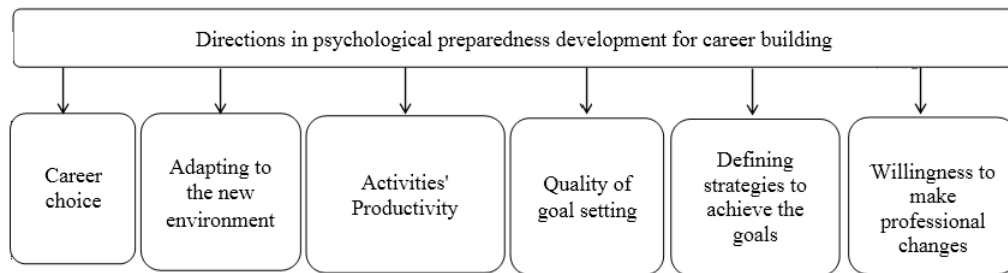 Directions in psychological preparedness development for career building
Career
choice
Adapting to
the new
environment
Activities'
Productivity
Quality of
goal setting
Defining
strategies to
achieve the
goals
Willingness to
make
professional
changes